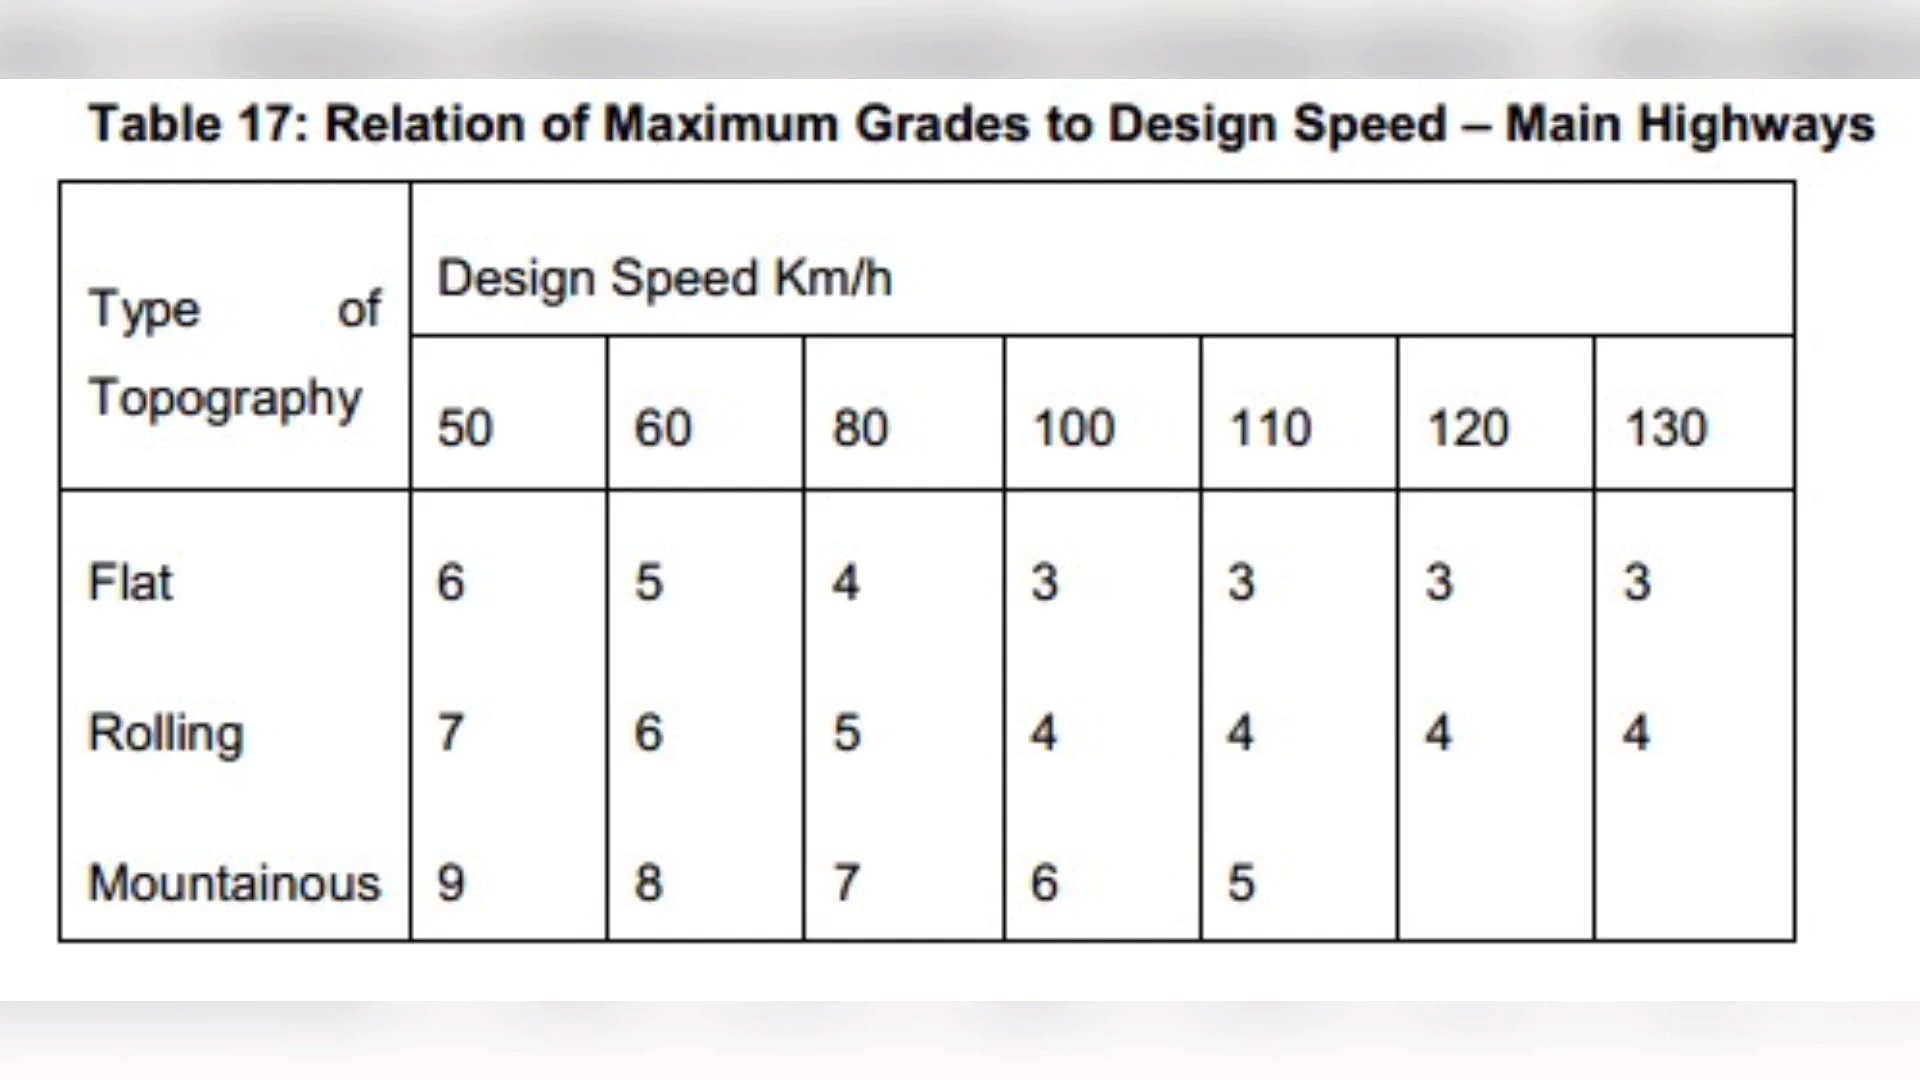 Table 17: Relation of Maximum Grades to Design Speed – Main Highways
Type of
Topography
Design Speed Km/h
50 60 80 100 110 120 130
Flat 6 5 4 3 3 3 3
Rolling 7 6 5 4 4 4 4
Mountainous 9 8 7 6 5